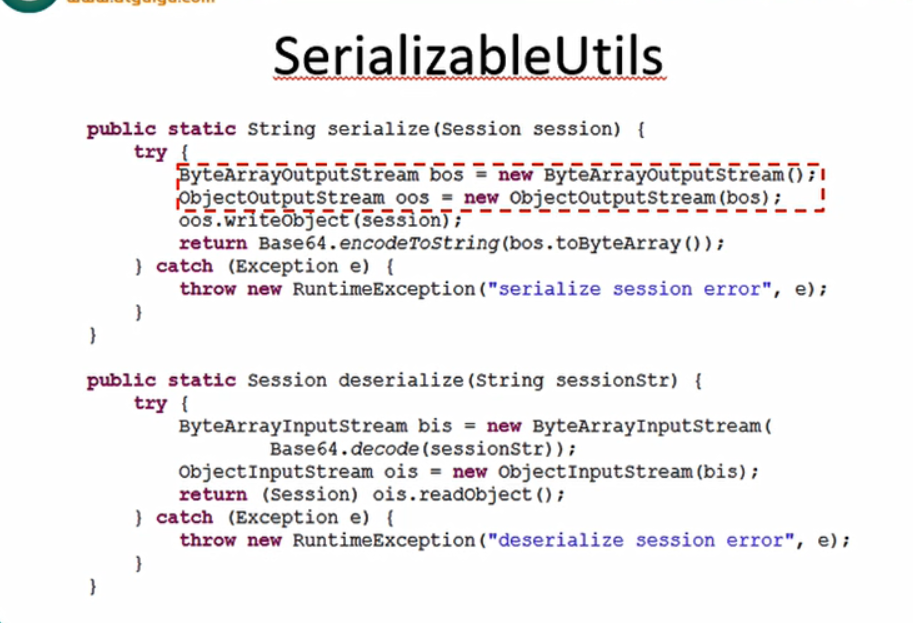 SerializableUtils
public static String serialize(Session session) {
try {
ByteArrayOutputStream bos = new ByteArrayOutputStream();
ObjectOutputStream oos = new ObjectOutputStream(bos);
oos.writeObject(session);
return Base64.encodeToString(bos.toByteArray());
} catch (Exception e) {
throw new RuntimeException("serialize session error", e);
}
}
public static Session deserialize(String sessionStr) {
try {
ByteArrayInputStream bis = new ByteArrayInputStream(
Base64.decode(sessionStr));
ObjectInputStream ois = new ObjectInputStream(bis);
return (Session) ois.readObject();
} catch (Exception e) {
throw new RuntimeException("deserialize session error", e);
}
}